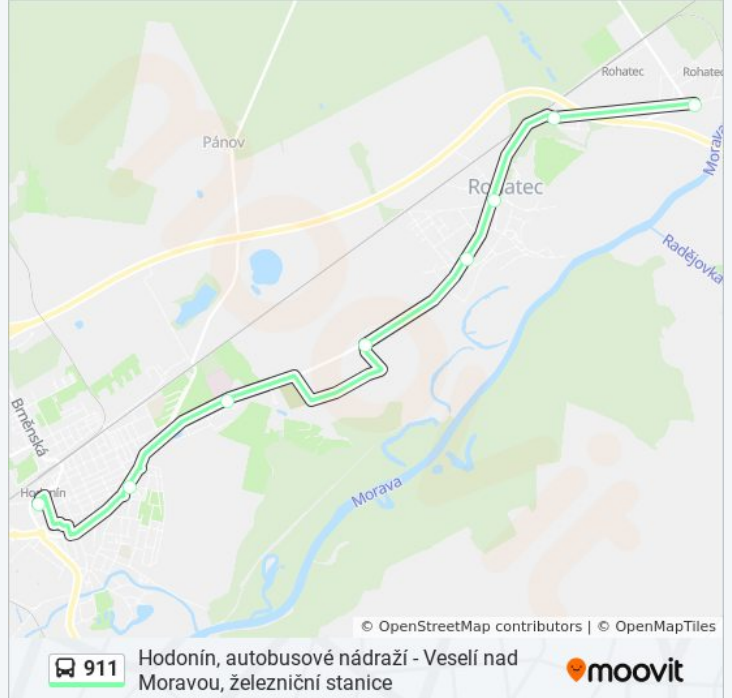 Rohatec
Rohatec
Pánov
Morava
Rohatec
Radějovka
Brněnská
Morava
Hodonín
© OpenStreetMap contributors | © OpenMapTiles
911
Hodonín, autobusové nádraží - Veselí nad
Moravou, železniční stanice
moovit